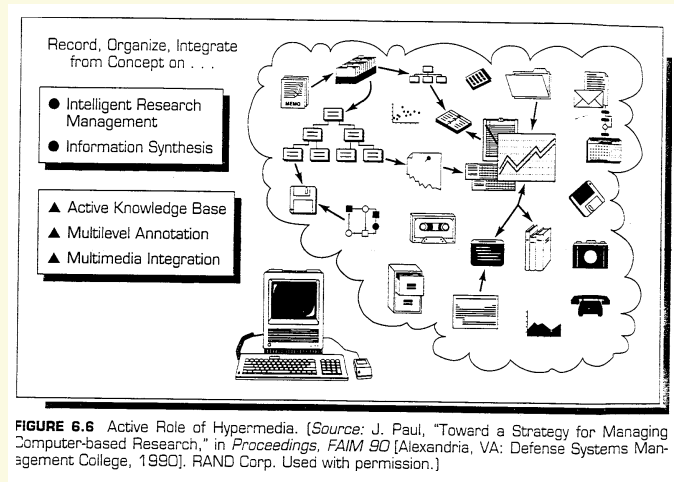 Record, Organize, Integrate
from Concept on . . .
● Intelligent Research
Management
● Information Synthesis
▲ Active Knowledge Base
▲ Multilevel Annotation
▲ Multimedia Integration
MEMO
FIGURE 6.6 Active Role of Hypermedia. (Source: J. Paul, "Toward a Strategy for Managing
Computer-based Research," in Proceedings, FAIM 90 [Alexandria, VA: Defense Systems Man-
agement College, 1990]. RAND Corp. Used with permission.)